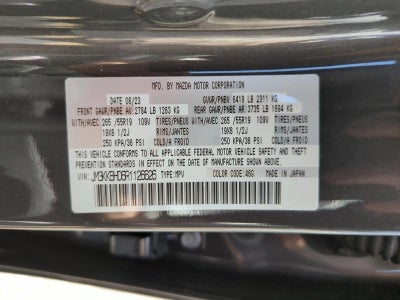 MFD. BY MAZDA MOTOR CORPORATION
DATE 08/23 GVWR/PNBV 6418 LB 2911 KG
FRONT GAWR/PNBE AV 2784 LB 1263 KG REAR GAWR/PNBE AR 3735 LB 1694 KG
WITH/AVEC 265 /55R19 109V TIRES/PNEUS WITH/AVEC 265 /55R19 109V TIRES/PNEUS
19X8 1/2J RIMS/JANTES 19X8 1/2J RIMS/JANTES
250 KPA/36 PSI COLD/A FROID 250 KPA/36 PSI COLD/A FROID
THIS VEHICLE CONFORMS TO ALL APPLICABLE FEDERAL MOTOR VEHICLE SAFETY AND THEFT
PREVENTION STANDARDS IN EFFECT ON THE DATE OF MANUFACTURE SHOWN ABOVE.
VIN: JM3KKBHD6R1126626 TYPE:MPV COLOR CODE:46G MADE IN JAPAN